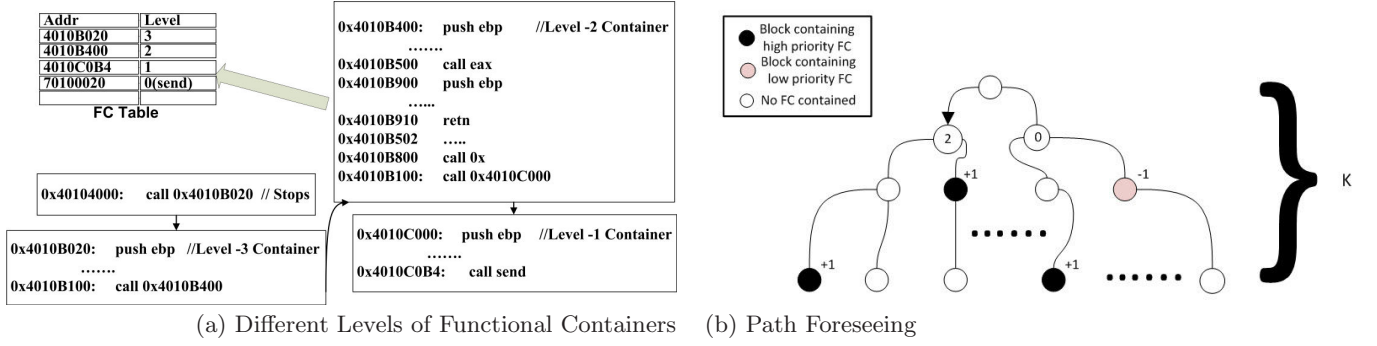 Addr Level
4010B020 3
4010B400 2
4010C0B4 1
70100020 0(send)
FC Table
0x40104000: call 0x4010B020 // Stops
0x4010B020: push ebp //Level -3 Container
.......
0x4010B100: call 0x4010B400
0x4010B400: push ebp //Level -2 Container
.......
0x4010B500 call eax
0x4010B900 push ebp
......
0x4010B910 retn
0x4010B502 .....
0x4010B800 call 0x
0x4010B100: call 0x4010C000
0x4010C000: push ebp //Level -1 Container
.......
0x4010C0B4: call send
(a) Different Levels of Functional Containers
Block containing
high priority FC
Block containing
low priority FC
No FC contained
2 0
+1 -1
......
+1 +1
......
K
(b) Path Foreseeing